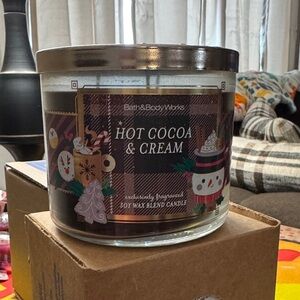 Bath&BodyWorks
HOT COCOA
& CREAM
exclusively fragranced
SOY WAX BLEND CANDLE